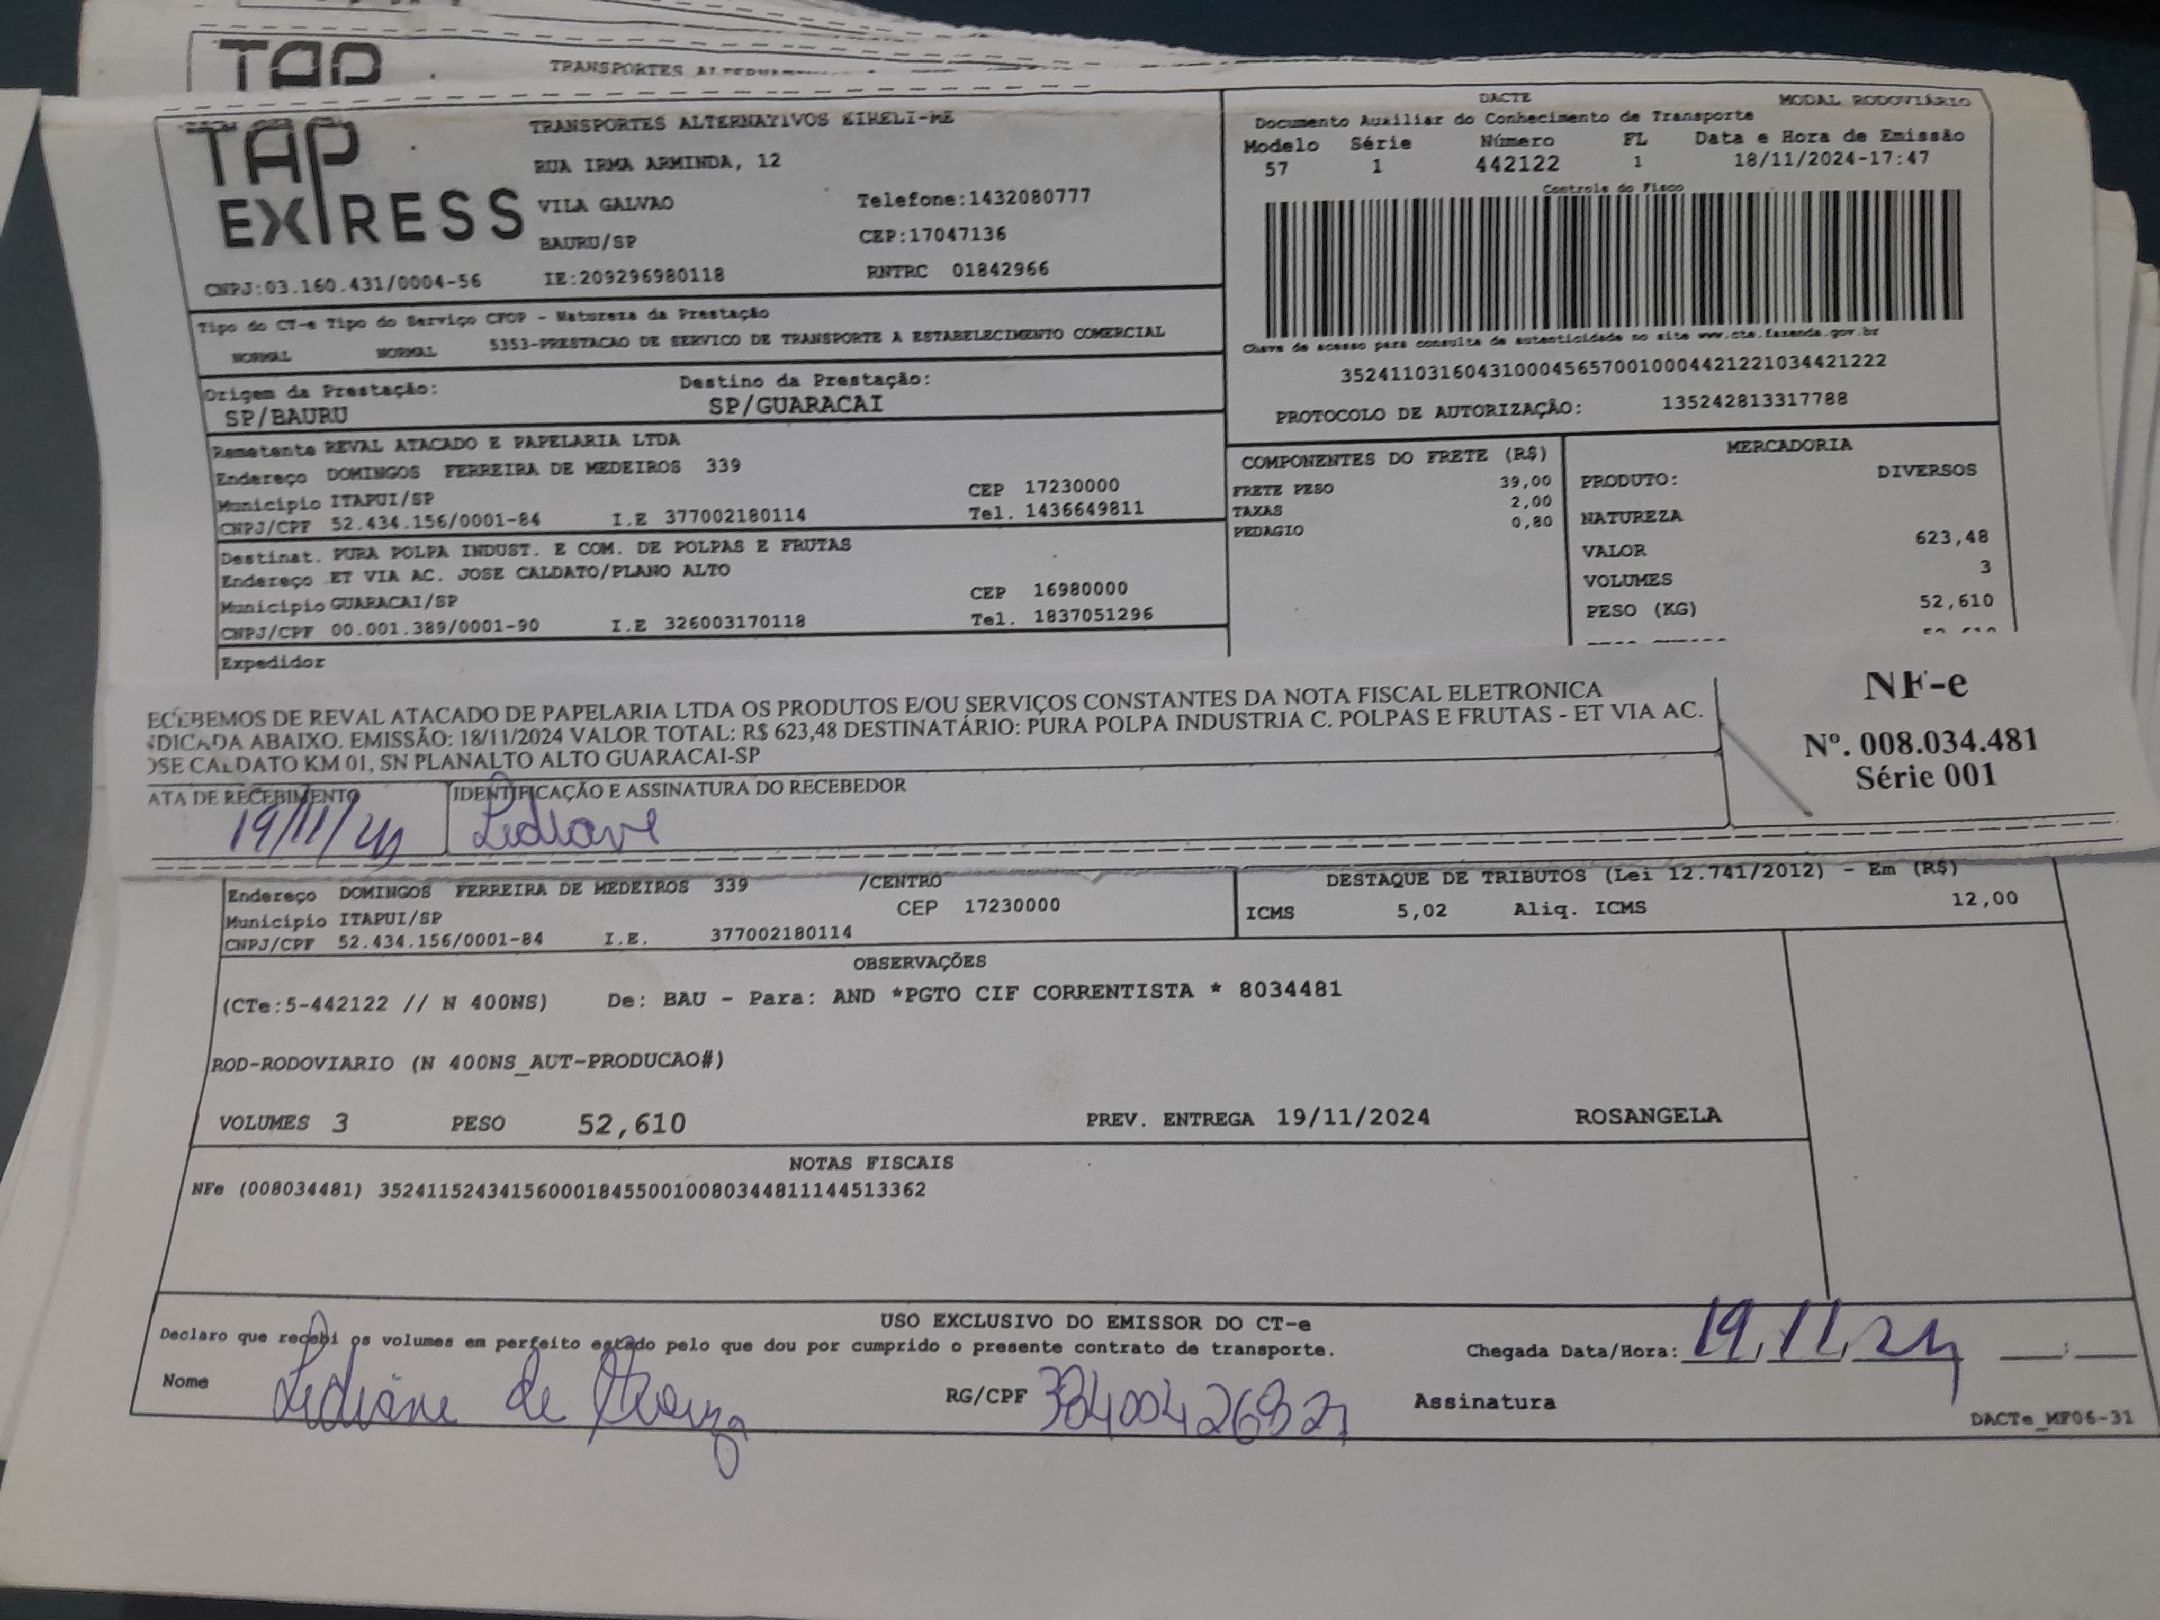 TAP
TRANSPORTES
TAP EXPRESS
TRANSPORTES ALTERNATIVOS EIRELI-ME
RUA IRMA ARMINDA, 12
VILA GALVAO Telefone:1432080777
BAURU/SP CEP:17047136
CNPJ:03.160.431/0004-56 IE:209296980118 RNTRC 01842966
DACTE MODAL RODOVIÁRIO
Documento Auxiliar do Conhecimento de Transporte
Modelo Série Número FL Data e Hora de Emissão
57 1 442122 1 18/11/2024-17:47
Controle do Fisco
Chave de acesso para consulta de autenticidade no site www.cte.fazenda.gov.br
35241103160431000456570010004421221034421222
PROTOCOLO DE AUTORIZAÇÃO: 135242813317788
Tipo do CT-e Tipo do Serviço CFOP - Natureza da Prestação
NORMAL NORMAL 5353-PRESTACAO DE SERVICO DE TRANSPORTE A ESTABELECIMENTO COMERCIAL
Origem da Prestação: Destino da Prestação:
SP/BAURU SP/GUARACAI
Remetente REVAL ATACADO E PAPELARIA LTDA
Endereço DOMINGOS FERREIRA DE MEDEIROS 339
Município ITAPUI/SP CEP 17230000
CNPJ/CPF 52.434.156/0001-84 I.E 377002180114 Tel. 1436649811
Destinat. PURA POLPA INDUST. E COM. DE POLPAS E FRUTAS
Endereço ET VIA AC. JOSE CALDATO/PLANO ALTO
Município GUARACAI/SP CEP 16980000
CNPJ/CPF 00.001.389/0001-90 I.E 326003170118 Tel. 1837051296
Expedidor
COMPONENTES DO FRETE (R$)
FRETE PESO 39,00
TAXAS 2,00
PEDAGIO 0,80
MERCADORIA
PRODUTO: DIVERSOS
NATUREZA
VALOR 623,48
VOLUMES 3
PESO (KG) 52,610
ECEBEMOS DE REVAL ATACADO DE PAPELARIA LTDA OS PRODUTOS E/OU SERVIÇOS CONSTANTES DA NOTA FISCAL ELETRONICA
NDICADA ABAIXO. EMISSÃO: 18/11/2024 VALOR TOTAL: R$ 623,48 DESTINATÁRIO: PURA POLPA INDUSTRIA C. POLPAS E FRUTAS - ET VIA AC.
OSE CALDATO KM 01, SN PLANALTO ALTO GUARACAI-SP
ATA DE RECEBIMENTO IDENTIFICAÇÃO E ASSINATURA DO RECEBEDOR
19/11/24 Lediane
NF-e
Nº. 008.034.481
Série 001
Endereço DOMINGOS FERREIRA DE MEDEIROS 339 /CENTRO
Município ITAPUI/SP CEP 17230000
CNPJ/CPF 52.434.156/0001-84 I.E. 377002180114
DESTAQUE DE TRIBUTOS (Lei 12.741/2012) - Em (R$)
ICMS 5,02 Aliq. ICMS 12,00
OBSERVAÇÕES
(CTe:5-442122 // N 400NS) De: BAU - Para: AND *PGTO CIF CORRENTISTA * 8034481
ROD-RODOVIARIO (N 400NS_AUT-PRODUCAO#)
VOLUMES 3 PESO 52,610 PREV. ENTREGA 19/11/2024 ROSANGELA
NOTAS FISCAIS
NFe (008034481) 35241152434156000184550010080344811144513362
USO EXCLUSIVO DO EMISSOR DO CT-e
Declaro que recebi os volumes em perfeito estado pelo que dou por cumprido o presente contrato de transporte.
Chegada Data/Hora: 19/11/24 __:__
Nome Lediane de Souza RG/CPF Assinatura
DACTe_MF06-31